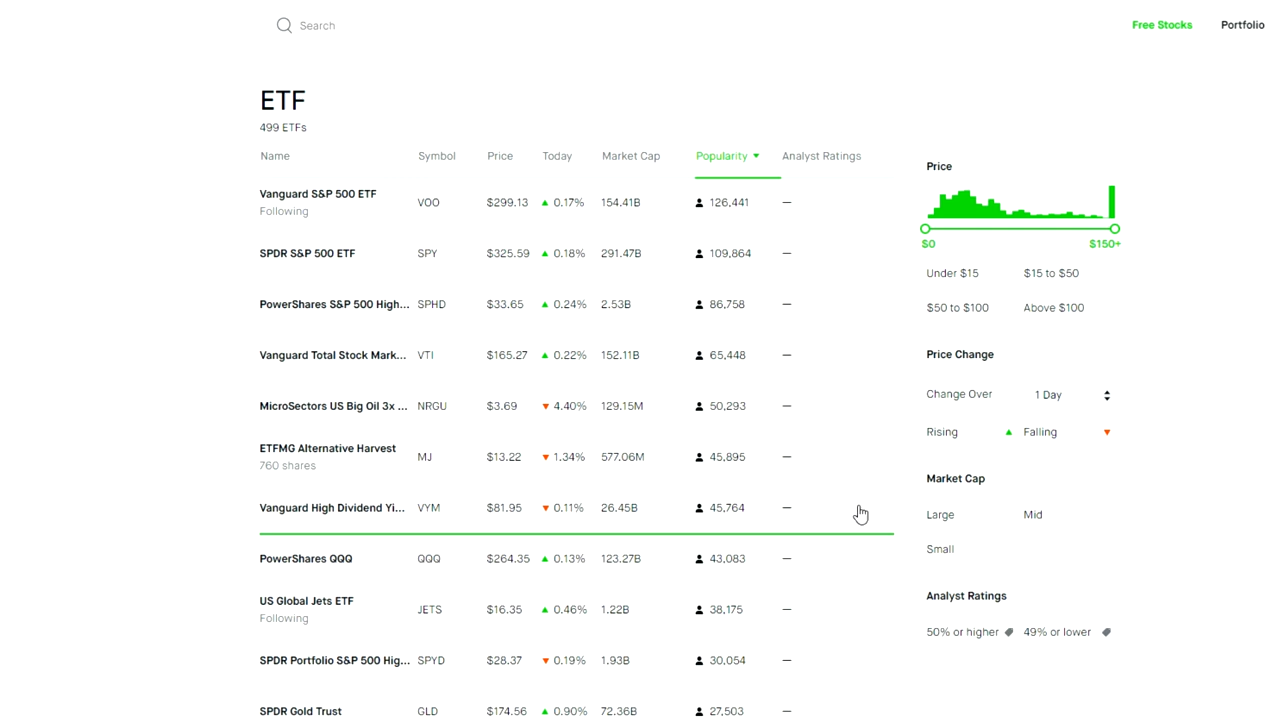 Search
Free Stocks
Portfolio
ETF
499 ETFs
Name Symbol Price Today Market Cap Popularity Analyst Ratings
Vanguard S&P 500 ETF
Following
VOO $299.13 0.17% 154.41B 126,441 —
SPDR S&P 500 ETF SPY $325.59 0.18% 291.47B 109,864 —
PowerShares S&P 500 High... SPHD $33.65 0.24% 2.53B 86,758 —
Vanguard Total Stock Mark... VTI $165.27 0.22% 152.11B 65,448 —
MicroSectors US Big Oil 3x ... NRGU $3.69 4.40% 129.15M 50,293 —
ETFMG Alternative Harvest
760 shares
MJ $13.22 1.34% 577.06M 45,895 —
Vanguard High Dividend Yi... VYM $81.95 0.11% 26.45B 45,764 —
PowerShares QQQ QQQ $264.35 0.13% 123.27B 43,083 —
US Global Jets ETF
Following
JETS $16.35 0.46% 1.22B 38,175 —
SPDR Portfolio S&P 500 Hig... SPYD $28.37 0.19% 1.93B 30,054 —
SPDR Gold Trust GLD $174.56 0.90% 72.36B 27,503 —
Price
$0 $150+
Under $15 $15 to $50
$50 to $100 Above $100
Price Change
Change Over 1 Day
Rising Falling
Market Cap
Large Mid
Small
Analyst Ratings
50% or higher 49% or lower